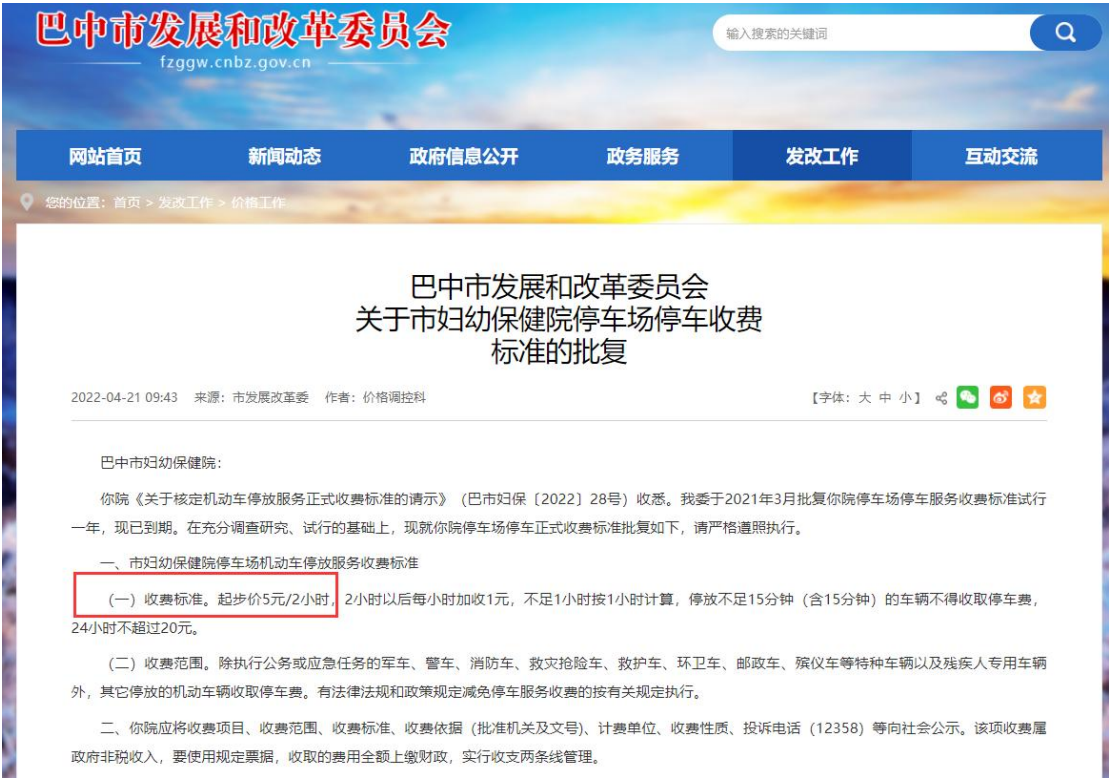 巴中市发展和改革委员会
fzggw.cnbz.gov.cn
输入搜索的关键词
网站首页 新闻动态 政府信息公开 政务服务 发改工作 互动交流
您的位置：首页 > 发改工作 > 价格工作
巴中市发展和改革委员会
关于市妇幼保健院停车场停车收费
标准的批复
2022-04-21 09:43 来源：市发展改革委 作者：价格调控科 【字体：大 中 小】
巴中市妇幼保健院：
你院《关于核定机动车停放服务正式收费标准的请示》（巴市妇保〔2022〕28号）收悉。我委于2021年3月批复你院停车场停车服务收费标准试行
一年，现已到期。在充分调查研究、试行的基础上，现就你院停车场停车正式收费标准批复如下，请严格遵照执行。
一、市妇幼保健院停车场机动车停放服务收费标准
（一）收费标准。起步价5元/2小时，2小时以后每小时加收1元，不足1小时按1小时计算，停放不足15分钟（含15分钟）的车辆不得收取停车费，
24小时不超过20元。
（二）收费范围。除执行公务或应急任务的军车、警车、消防车、救灾抢险车、救护车、环卫车、邮政车、殡仪车等特种车辆以及残疾人专用车辆
外，其它停放的机动车辆收取停车费。有法律法规和政策规定减免停车服务收费的按有关规定执行。
二、你院应将收费项目、收费范围、收费标准、收费依据（批准机关及文号）、计费单位、收费性质、投诉电话（12358）等向社会公示。该项收费属
政府非税收入，要使用规定票据，收取的费用全额上缴财政，实行收支两条线管理。